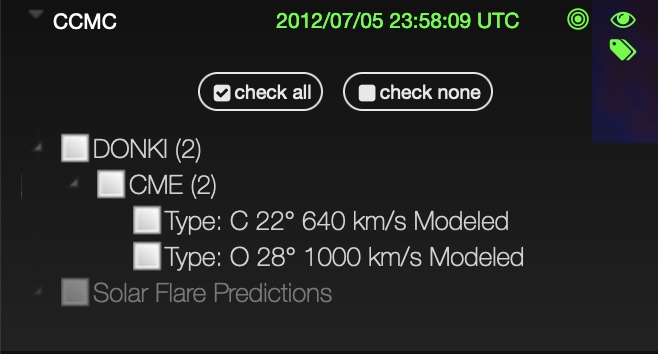 CCMC 2012/07/05 23:58:09 UTC
check all check none
DONKI (2)
CME (2)
Type: C 22° 640 km/s Modeled
Type: O 28° 1000 km/s Modeled
Solar Flare Predictions